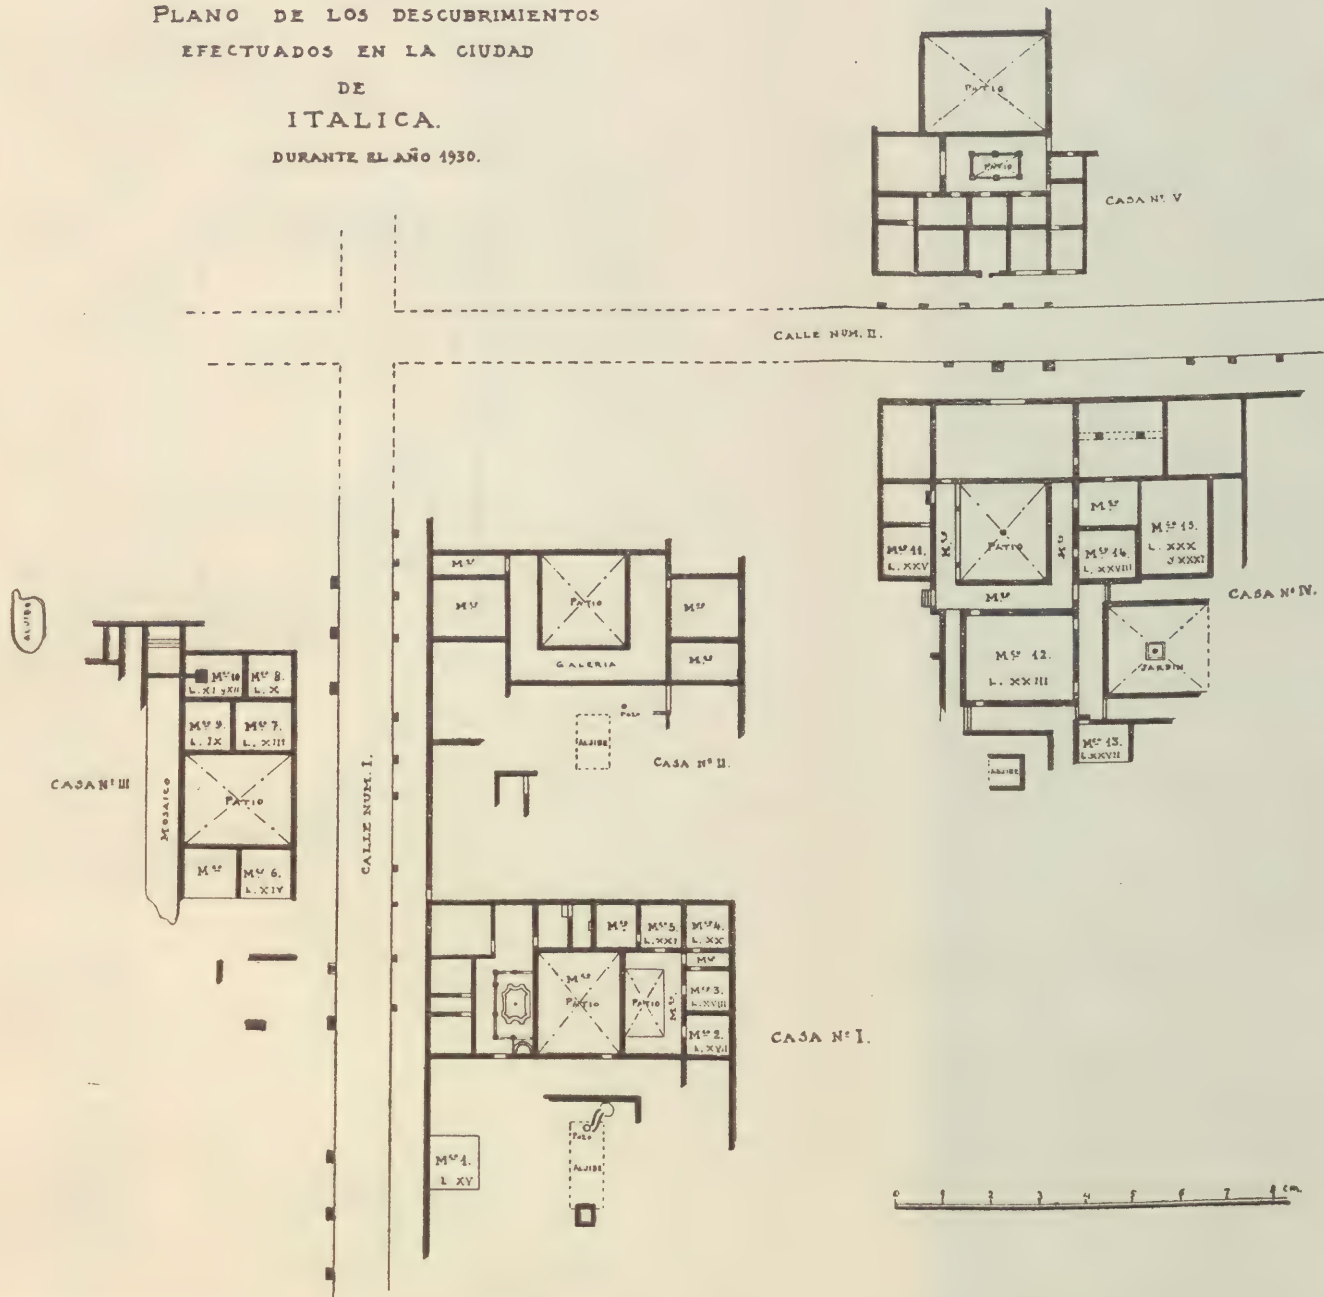 PLANO DE LOS DESCUBRIMIENTOS
EFECTUADOS EN LA CIUDAD
DE
ITALICA.
DURANTE EL AÑO 1930.
PATIO
PATIO
CASA Nº V
CALLE NUM. II.
Mº
Mº
PATIO
Mº
Mº
GALERIA
POZO
ALJIBE
CASA Nº II.
Mº 11.
L. XXV
Mº
PATIO
Mº
Mº
Mº
Mº 15.
L. XXX
Y XXXI
Mº 14.
L. XXVIII
CASA Nº IV.
Mº 12.
L. XXIII
JARDIN
Mº 13.
L. XXVII
ALJIBE
ALJIBE
Mº 10
L. XI y XII
Mº 8.
L. X
Mº 9.
L. IX
Mº 7.
L. XIII
CASA Nº III
MOSAICO
PATIO
Mº
Mº 6.
L. XIV
CALLE NUM. I.
Mº
Mº 5.
L. XXI
Mº 4.
L. XX
Mº
Mº
PATIO
PATIO
Mº
Mº 3.
L. XVIII
Mº 2.
L. XVII
CASA Nº I.
Mº 1.
L. XV
POZO
ALJIBE
0 1 2 3 4 5 6 7 8 cm.